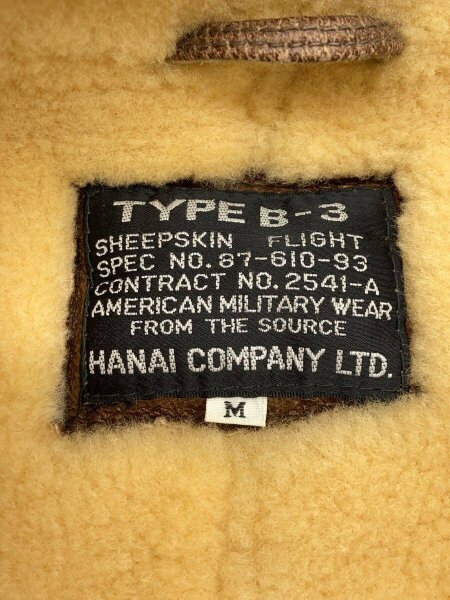 TYPE B-3
SHEEPSKIN FLIGHT
SPEC NO. 87-610-93
CONTRACT NO. 2541-A
AMERICAN MILITARY WEAR
FROM THE SOURCE
HANAI COMPANY LTD.
M